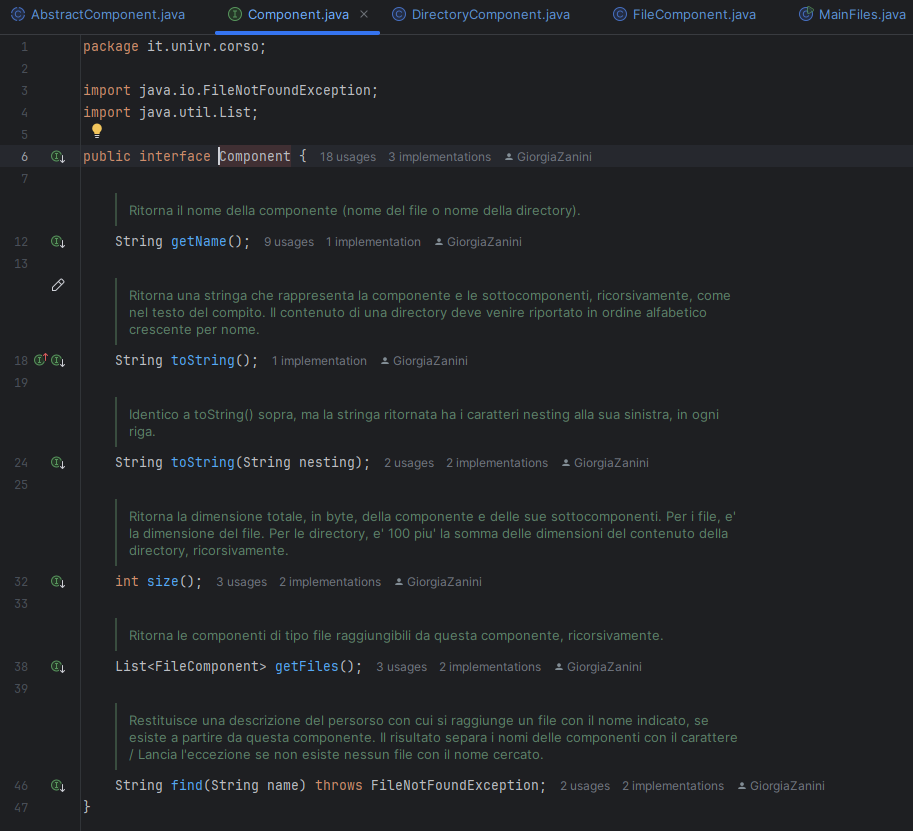 AbstractComponent.java Component.java DirectoryComponent.java FileComponent.java MainFiles.java
1 package it.univr.corso;
2
3 import java.io.FileNotFoundException;
4 import java.util.List;
5
6 public interface Component { 18 usages 3 implementations GiorgiaZanini
7
Ritorna il nome della componente (nome del file o nome della directory).
12 String getName(); 9 usages 1 implementation GiorgiaZanini
13
Ritorna una stringa che rappresenta la componente e le sottocomponenti, ricorsivamente, come
nel testo del compito. Il contenuto di una directory deve venire riportato in ordine alfabetico
crescente per nome.
18 String toString(); 1 implementation GiorgiaZanini
19
Identico a toString() sopra, ma la stringa ritornata ha i caratteri nesting alla sua sinistra, in ogni
riga.
24 String toString(String nesting); 2 usages 2 implementations GiorgiaZanini
25
Ritorna la dimensione totale, in byte, della componente e delle sue sottocomponenti. Per i file, e'
la dimensione del file. Per le directory, e' 100 piu' la somma delle dimensioni del contenuto della
directory, ricorsivamente.
32 int size(); 3 usages 2 implementations GiorgiaZanini
33
Ritorna le componenti di tipo file raggiungibili da questa componente, ricorsivamente.
38 List<FileComponent> getFiles(); 3 usages 2 implementations GiorgiaZanini
39
Restituisce una descrizione del persorso con cui si raggiunge un file con il nome indicato, se
esiste a partire da questa componente. Il risultato separa i nomi delle componenti con il carattere
/ Lancia l'eccezione se non esiste nessun file con il nome cercato.
46 String find(String name) throws FileNotFoundException; 2 usages 2 implementations GiorgiaZanini
47 }